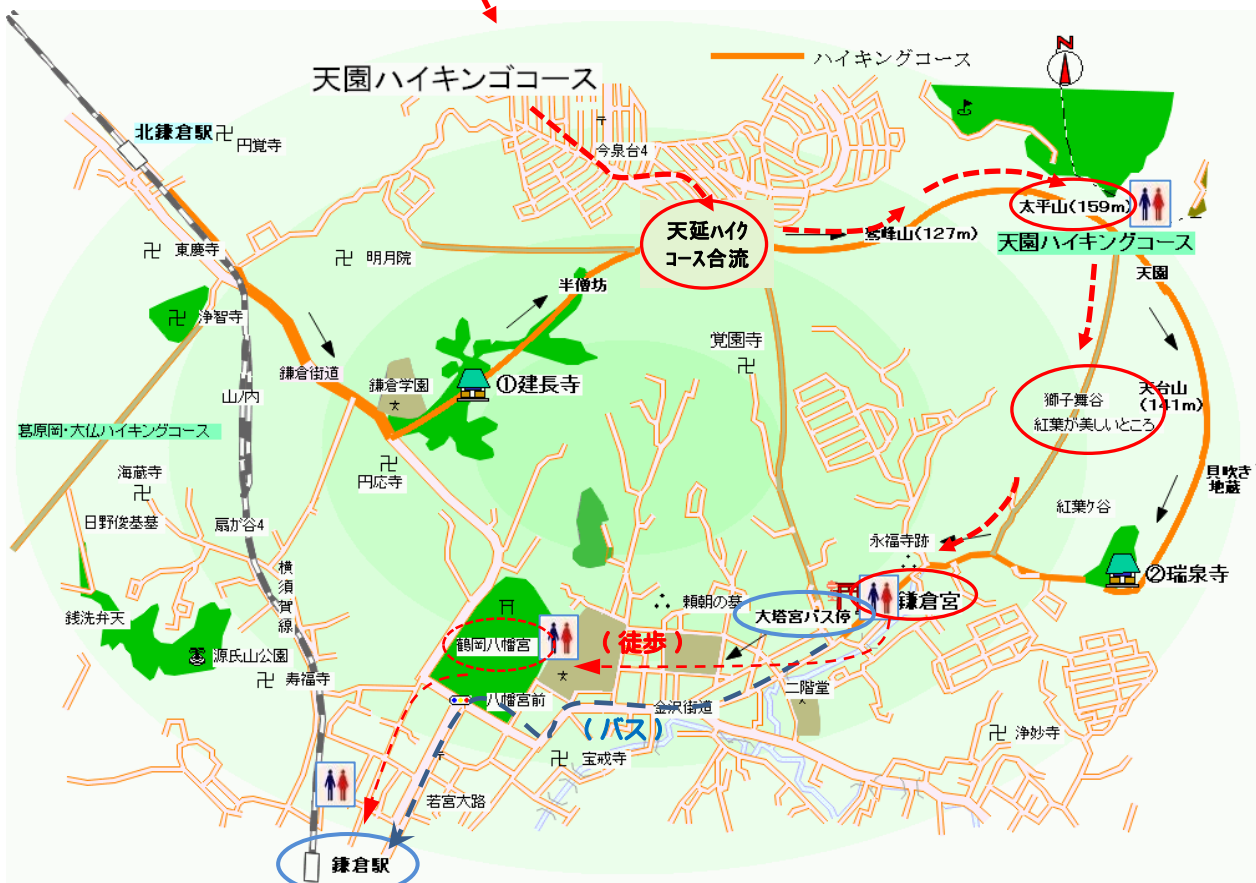 N
ハイキングコース
天園ハイキンゴコース
北鎌倉駅
円覚寺
今泉台4
東慶寺
明月院
天延ハイク
コース合流
鷲峰山(127m)
太平山(159m)
天園ハイキングコース
天園
半僧坊
浄智寺
鎌倉街道
鎌倉学園
①建長寺
覚園寺
山ノ内
獅子舞谷
紅葉が美しいところ
天台山
(141m)
葛原岡・大仏ハイキングコース
円応寺
海蔵寺
日野俊基墓
扇が谷4
貝吹き
地蔵
紅葉ケ谷
永福寺跡
②瑞泉寺
横須賀線
頼朝の墓
大塔宮バス停
鎌倉宮
銭洗弁天
源氏山公園
寿福寺
鶴岡八幡宮
(徒歩)
八幡宮前
二階堂
金沢街道
(バス)
宝戒寺
浄妙寺
若宮大路
鎌倉駅